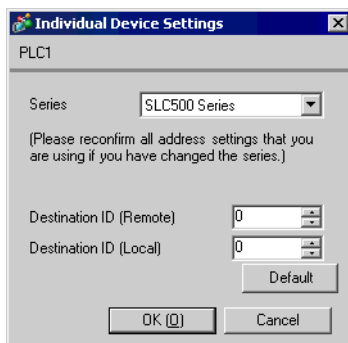 Individual Device Settings
PLC1
Series SLC500 Series
(Please reconfirm all address settings that you
are using if you have changed the series.)
Destination ID (Remote) 0
Destination ID (Local) 0
Default
OK (O) Cancel